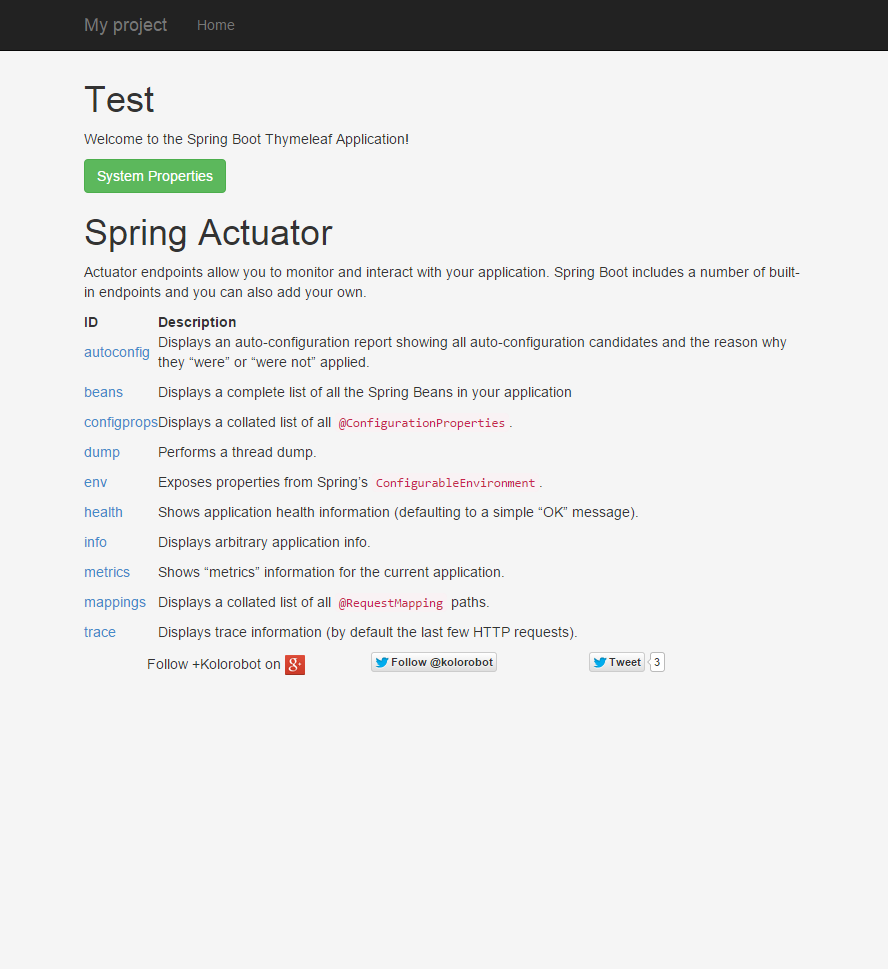 My project Home
Test
Welcome to the Spring Boot Thymeleaf Application!
System Properties
Spring Actuator
Actuator endpoints allow you to monitor and interact with your application. Spring Boot includes a number of built-
in endpoints and you can also add your own.
ID Description
autoconfig Displays an auto-configuration report showing all auto-configuration candidates and the reason why
they “were” or “were not” applied.
beans Displays a complete list of all the Spring Beans in your application
configprops Displays a collated list of all @ConfigurationProperties.
dump Performs a thread dump.
env Exposes properties from Spring’s ConfigurableEnvironment.
health Shows application health information (defaulting to a simple “OK” message).
info Displays arbitrary application info.
metrics Shows “metrics” information for the current application.
mappings Displays a collated list of all @RequestMapping paths.
trace Displays trace information (by default the last few HTTP requests).
Follow +Kolorobot on g+ Follow @kolorobot Tweet 3